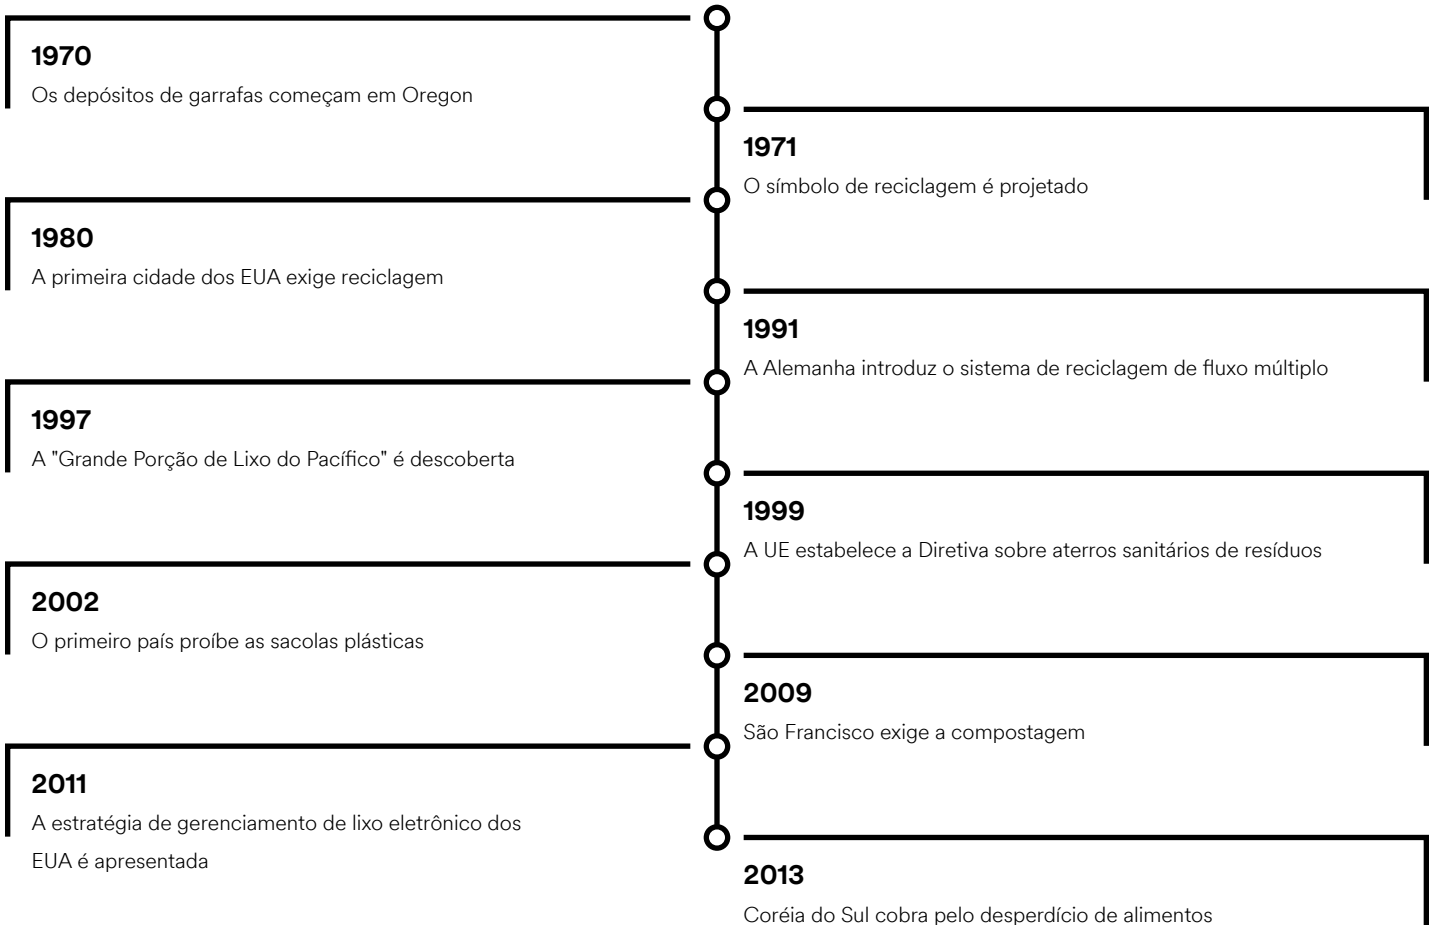 1970
Os depósitos de garrafas começam em Oregon
1971
O símbolo de reciclagem é projetado
1980
A primeira cidade dos EUA exige reciclagem
1991
A Alemanha introduz o sistema de reciclagem de fluxo múltiplo
1997
A "Grande Porção de Lixo do Pacífico" é descoberta
1999
A UE estabelece a Diretiva sobre aterros sanitários de resíduos
2002
O primeiro país proíbe as sacolas plásticas
2009
São Francisco exige a compostagem
2011
A estratégia de gerenciamento de lixo eletrônico dos
EUA é apresentada
2013
Coréia do Sul cobra pelo desperdício de alimentos